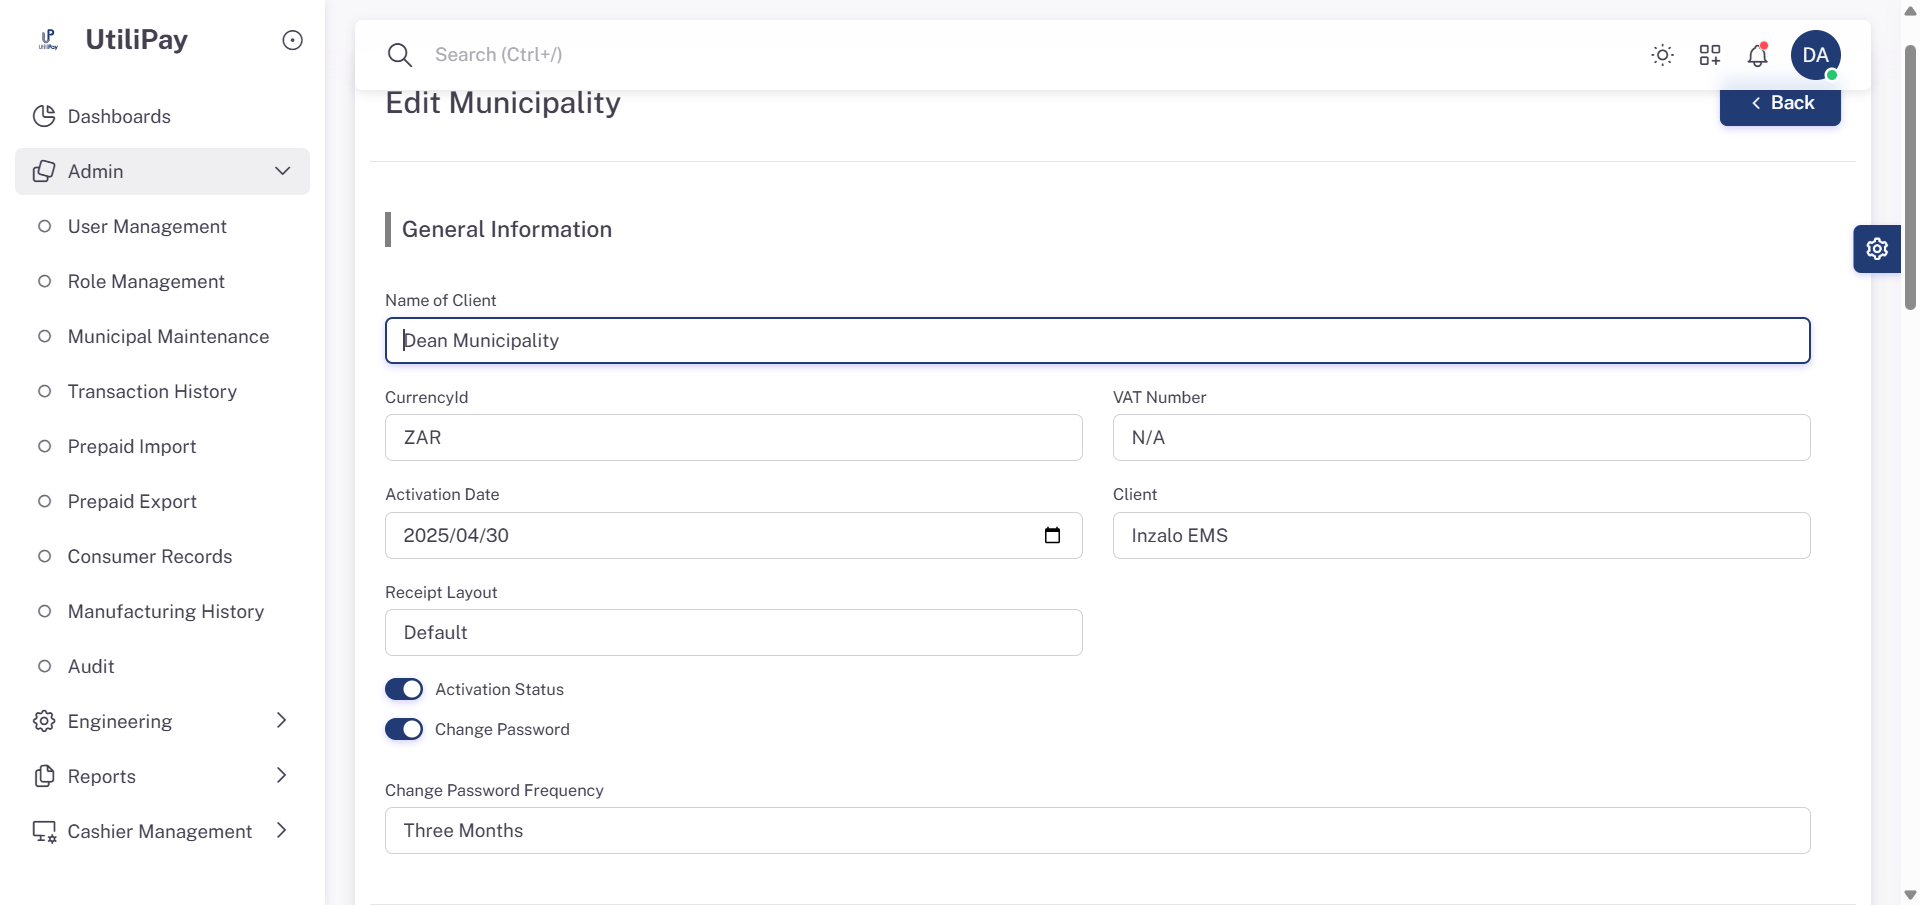 UP
UtiliPay
UtiliPay
Dashboards
Admin
User Management
Role Management
Municipal Maintenance
Transaction History
Prepaid Import
Prepaid Export
Consumer Records
Manufacturing History
Audit
Engineering
Reports
Cashier Management
Search (Ctrl+/)
DA
Edit Municipality
Back
General Information
Name of Client
Dean Municipality
CurrencyId
VAT Number
ZAR
N/A
Activation Date
Client
2025/04/30
Inzalo EMS
Receipt Layout
Default
Activation Status
Change Password
Change Password Frequency
Three Months